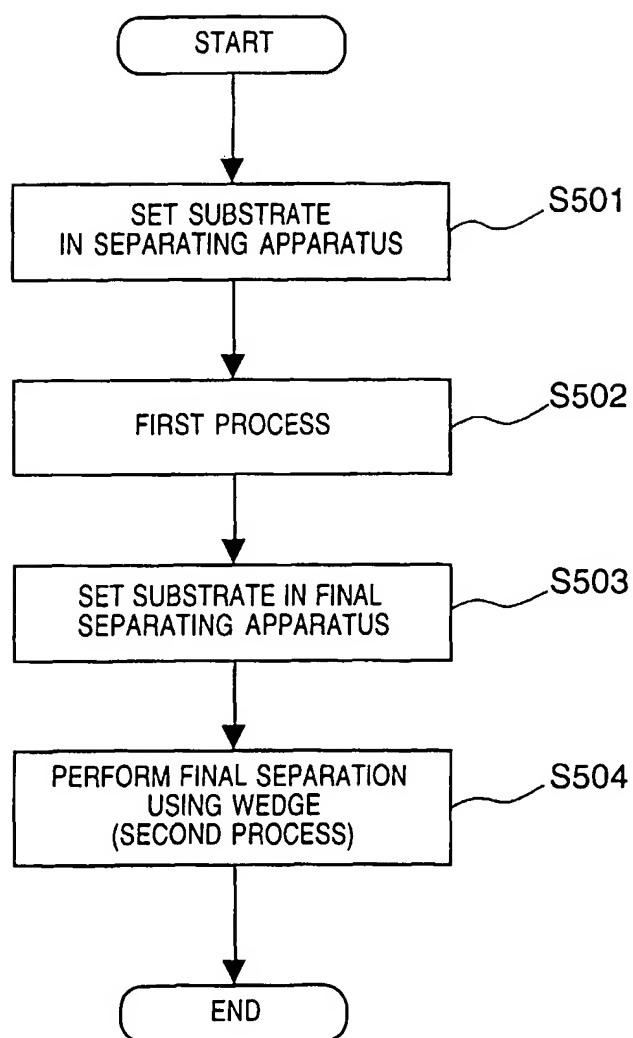 START
SET SUBSTRATE
IN SEPARATING APPARATUS
S501
FIRST PROCESS
S502
SET SUBSTRATE IN FINAL
SEPARATING APPARATUS
S503
PERFORM FINAL SEPARATION
USING WEDGE
(SECOND PROCESS)
S504
END